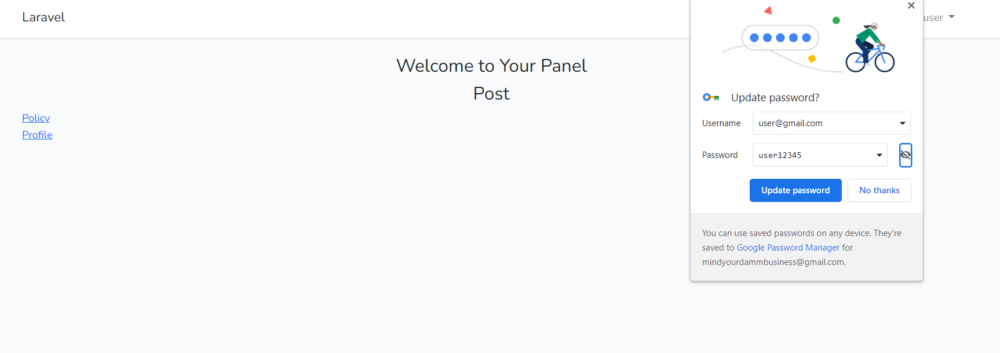 Laravel
user
Welcome to Your Panel
Post
Policy
Profile
Update password?
Username
user@gmail.com
Password
user12345
Update password
No thanks
You can use saved passwords on any device. They're
saved to Google Password Manager for
mindyourdammbusiness@gmail.com.